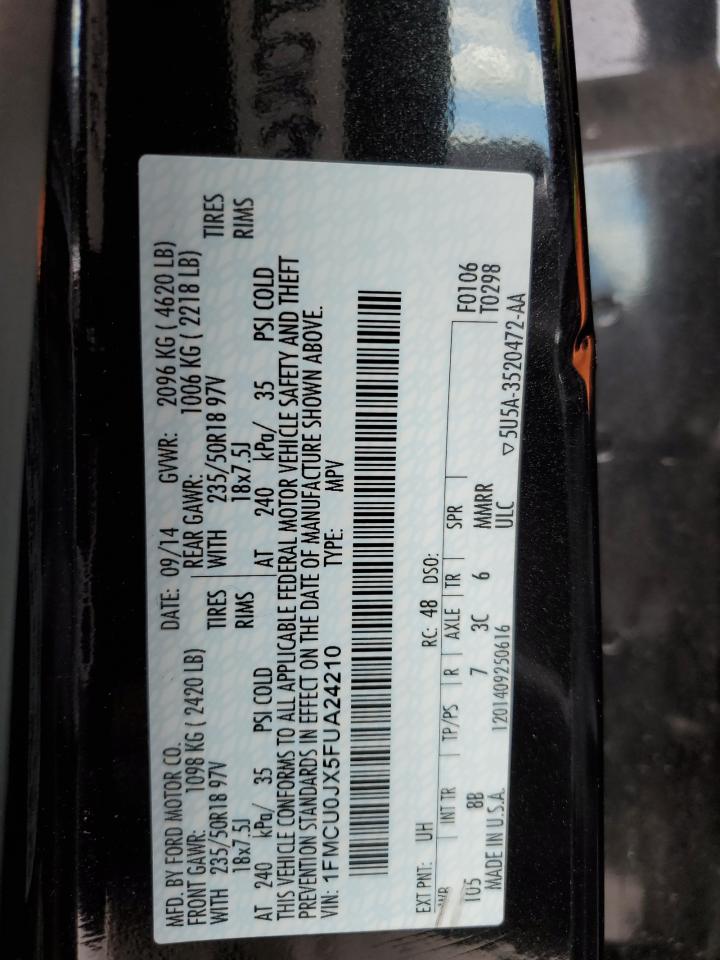 MFD. BY FORD MOTOR CO.
DATE: 09/14 GVWR: 2096 KG ( 4620 LB)
FRONT GAWR: 1098 KG ( 2420 LB)
REAR GAWR: 1006 KG ( 2218 LB)
WITH 235/50R18 97V TIRES
WITH 235/50R18 97V TIRES
18x7.5J RIMS
18x7.5J RIMS
AT 240 kPa/ 35 PSI COLD
AT 240 kPa/ 35 PSI COLD
THIS VEHICLE CONFORMS TO ALL APPLICABLE FEDERAL MOTOR VEHICLE SAFETY AND THEFT
PREVENTION STANDARDS IN EFFECT ON THE DATE OF MANUFACTURE SHOWN ABOVE.
VIN: 1FMCU0JX5FUA24210 TYPE: MPV
EXT PNT: UH RC: 48 DSO:
INT TR TP/PS R AXLE TR SPR F0106
105 8B 7 3C 6 MMRR T0298
ULC
MADE IN U.S.A. 1201409250616 5U5A-3520472-AA